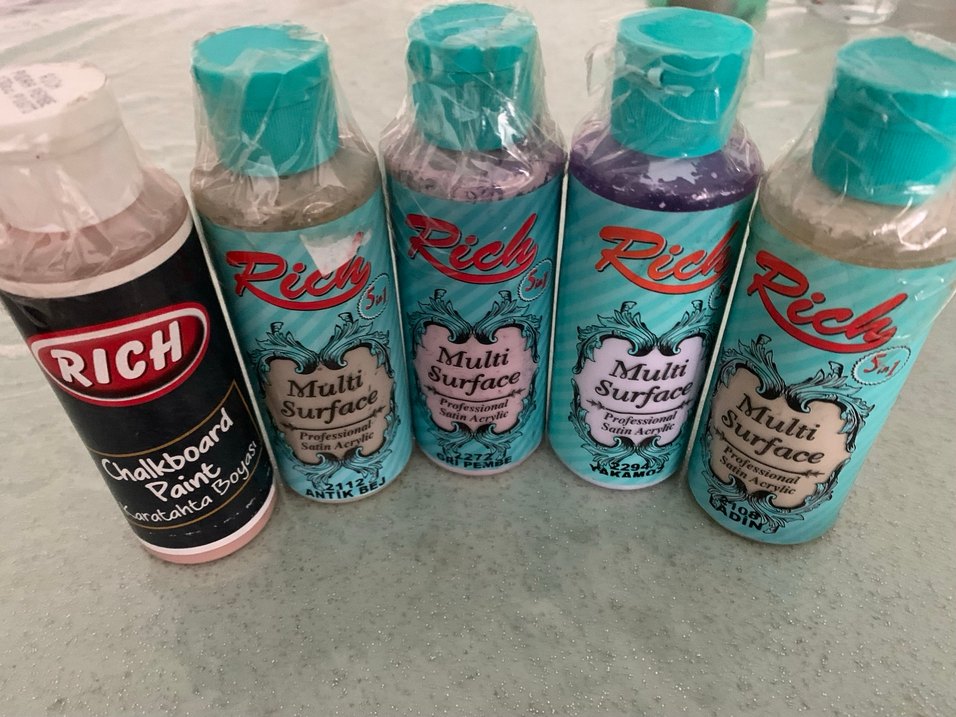 RICH
Chalkboard
Paint
Karatahta Boyası
Rich
5in1
Multi
Surface
Professional
Satin Acrylic
2112
ANTİK BEJ
Rich
5in1
Multi
Surface
Professional
Satin Acrylic
2272
GRİ PEMBE
Rich
Multi
Surface
Professional
Satin Acrylic
2294
YAKAMOZ
Rich
5in1
Multi
Surface
Professional
Satin Acrylic
2108